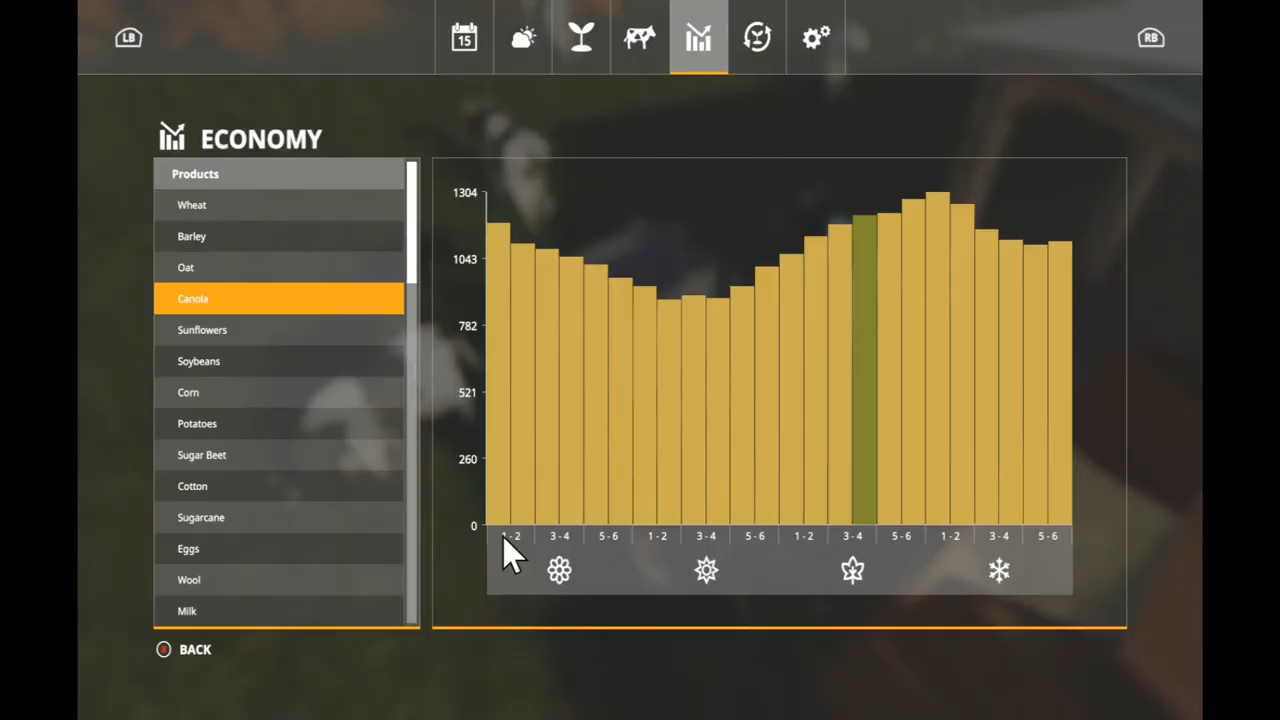 LB
15
RB
ECONOMY
Products
Wheat
Barley
Oat
Canola
Sunflowers
Soybeans
Corn
Potatoes
Sugar Beet
Cotton
Sugarcane
Eggs
Wool
Milk
1304
1043
782
521
260
0
1 - 2 3 - 4 5 - 6 1 - 2 3 - 4 5 - 6 1 - 2 3 - 4 5 - 6 1 - 2 3 - 4 5 - 6
BACK